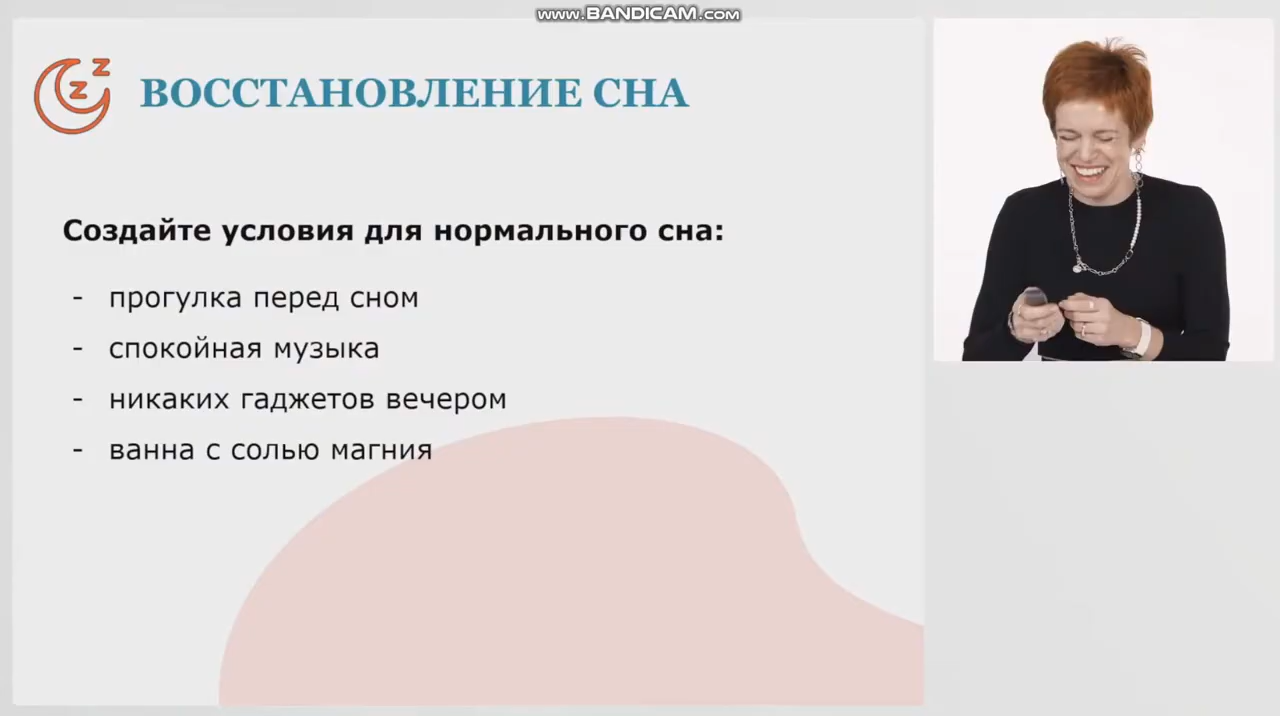 www.BANDICAM.com
ВОССТАНОВЛЕНИЕ СНА
Создайте условия для нормального сна:
- прогулка перед сном
- спокойная музыка
- никаких гаджетов вечером
- ванна с солью магния